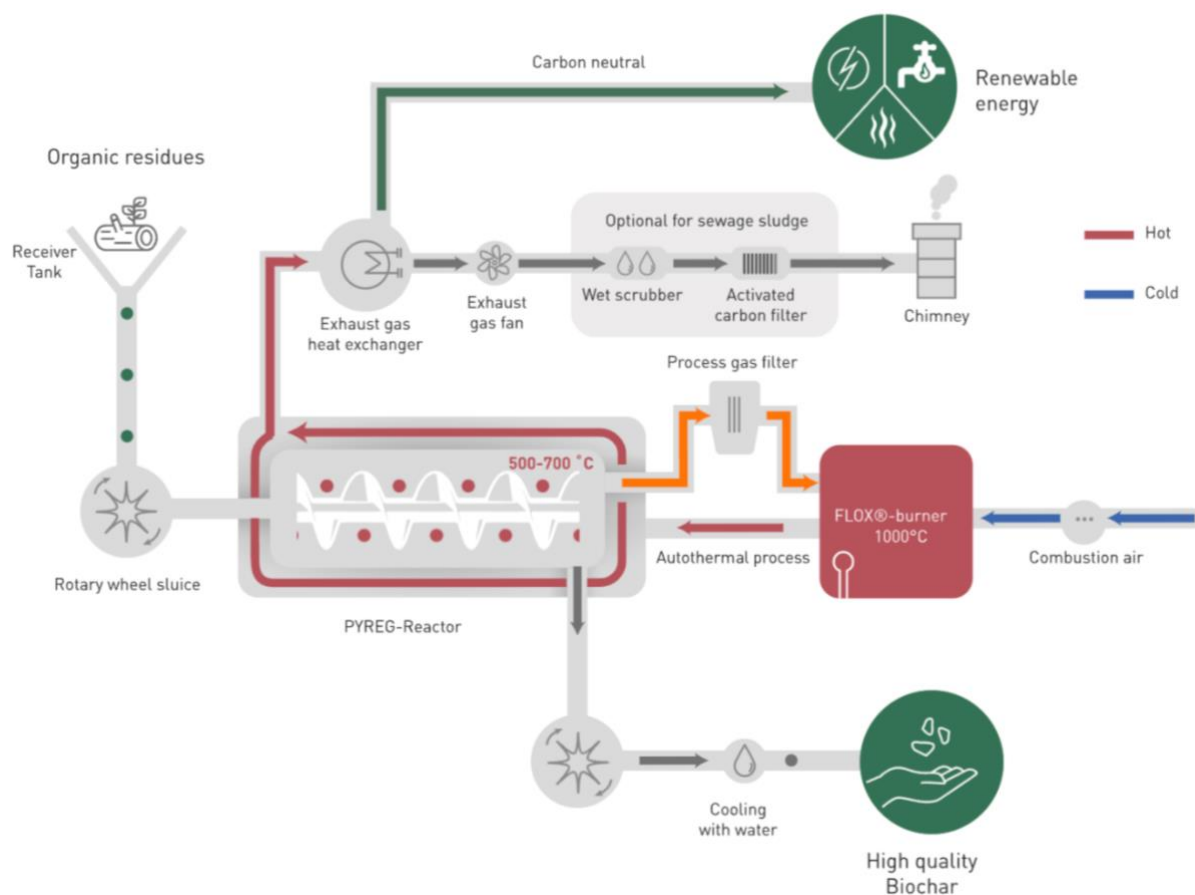 Carbon neutral
Renewable
energy
Organic residues
Receiver
Tank
Optional for sewage sludge
Hot
Wet scrubber
Activated
carbon filter
Exhaust
gas fan
Exhaust gas
heat exchanger
Chimney
Cold
Process gas filter
500-700 °C
FLOX®-burner
1000°C
Rotary wheel sluice
Autothermal process
Combustion air
PYREG-Reactor
Cooling
with water
High quality
Biochar